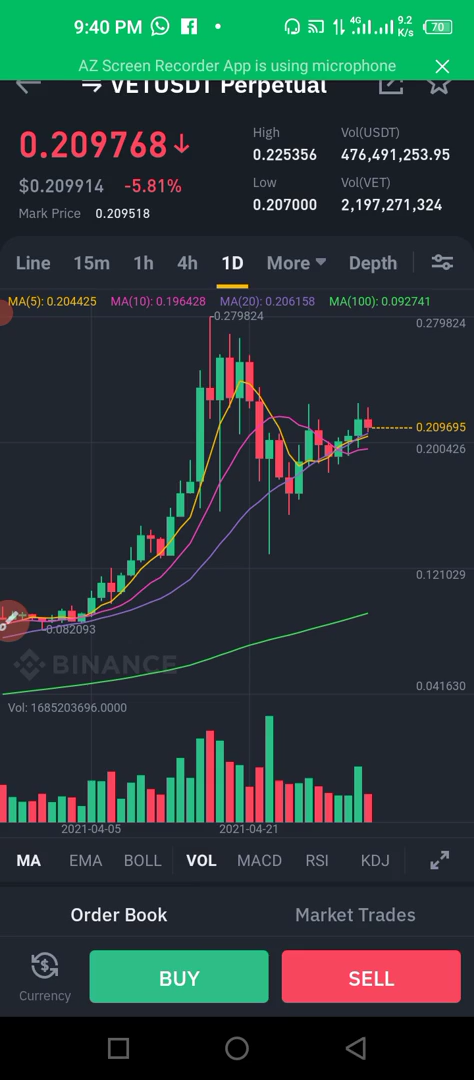 9:40 PM 4G 9.2 K/s 70
AZ Screen Recorder App is using microphone
VETUSDT Perpetual
0.209768
$0.209914 -5.81%
Mark Price 0.209518
High Vol(USDT)
0.225356 476,491,253.95
Low Vol(VET)
0.207000 2,197,271,324
Line 15m 1h 4h 1D More Depth
MA(5): 0.204425 MA(10): 0.196428 MA(20): 0.206158 MA(100): 0.092741
0.279824
0.279824
0.209695
0.200426
0.121029
0.082093
BINANCE
0.041630
Vol: 1685203696.0000
2021-04-05 2021-04-21
MA EMA BOLL VOL MACD RSI KDJ
Order Book Market Trades
Currency BUY SELL